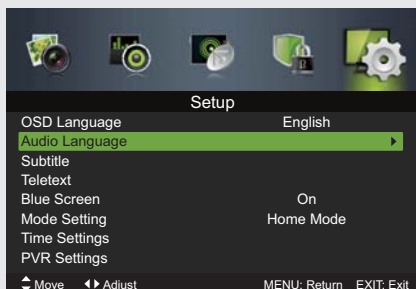 Setup
OSD Language English
Audio Language
Subtitle
Teletext
Blue Screen On
Mode Setting Home Mode
Time Settings
PVR Settings
Move Adjust MENU: Return EXIT: Exit